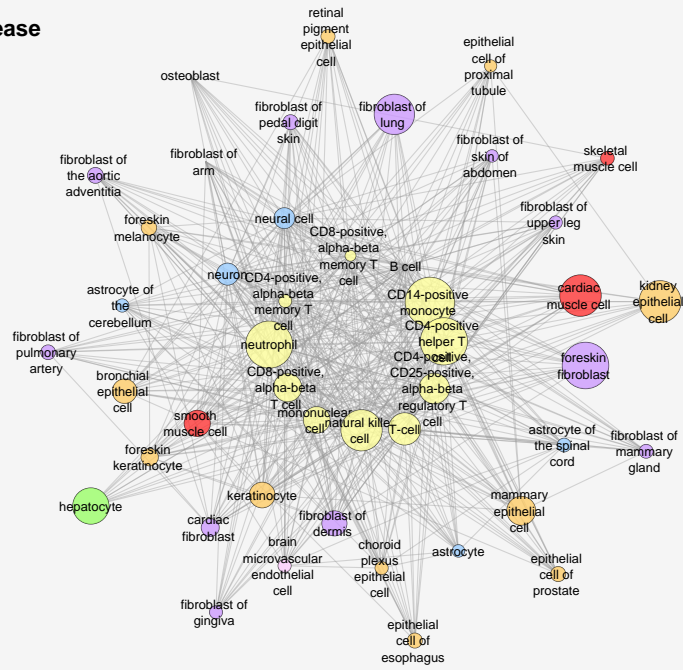 ease
retinal
pigment
epithelial
cell
epithelial
cell of
proximal
tubule
osteoblast
fibroblast of
pedal digit
skin
fibroblast of
lung
fibroblast of
the aortic
adventitia
fibroblast of
arm
fibroblast of
skin of
abdomen
skeletal
muscle cell
foreskin
melanocyte
neural cell
fibroblast of
upper leg
skin
CD8-positive,
alpha-beta
memory T
cell
B cell
neuron
CD4-positive,
alpha-beta
memory T
cell
CD14-positive
monocyte
cardiac
muscle cell
kidney
epithelial
cell
astrocyte of
the
cerebellum
CD4-positive
helper T
cell
neutrophil
fibroblast of
pulmonary
artery
CD4-positive,
CD25-positive,
alpha-beta
regulatory T
cell
foreskin
fibroblast
bronchial
epithelial
cell
CD8-positive,
alpha-beta
T cell
smooth
muscle cell
mononuclear
cell
natural killer
cell
T-cell
astrocyte of
the spinal
cord
fibroblast of
mammary
gland
foreskin
keratinocyte
hepatocyte
keratinocyte
mammary
epithelial
cell
cardiac
fibroblast
fibroblast of
dermis
brain
microvascular
endothelial
cell
choroid
plexus
epithelial
cell
astrocyte
epithelial
cell of
prostate
fibroblast of
gingiva
epithelial
cell of
esophagus